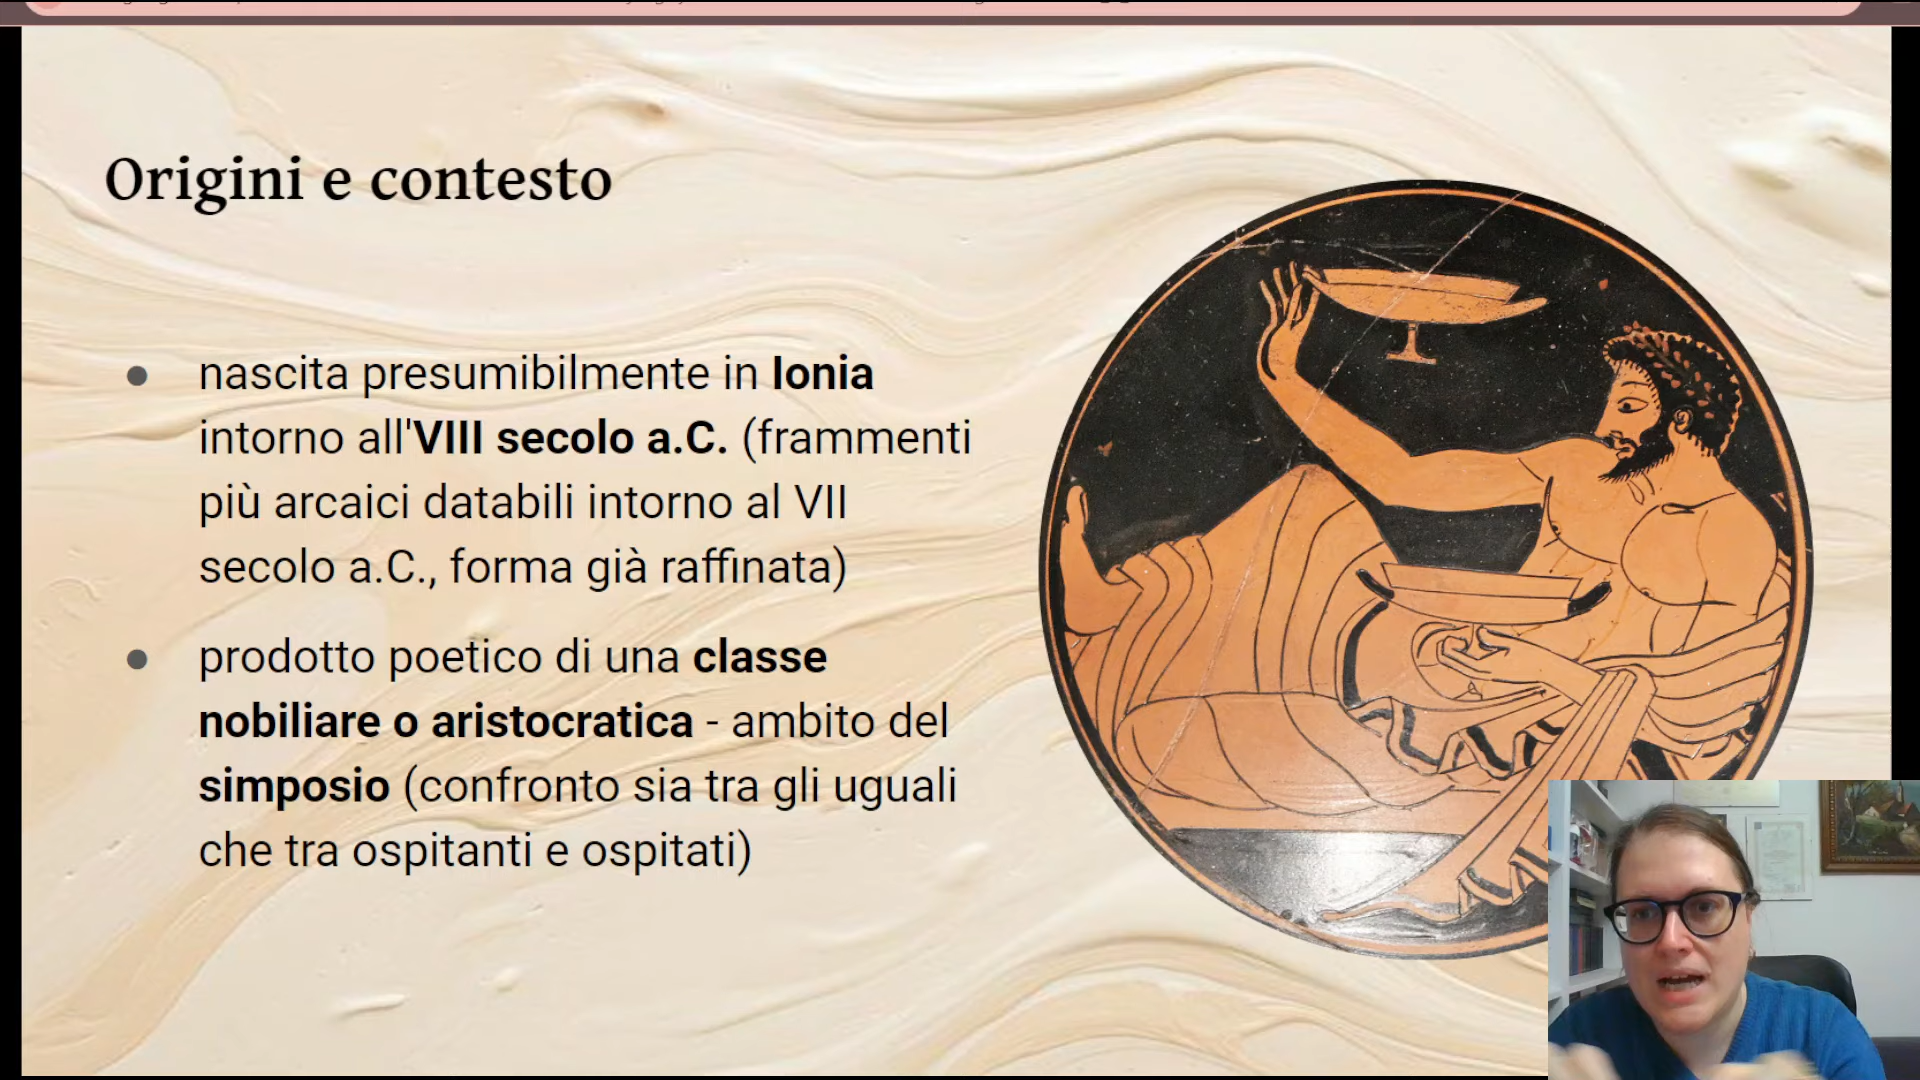 Origini e contesto
● nascita presumibilmente in Ionia
intorno all'VIII secolo a.C. (frammenti
più arcaici databili intorno al VII
secolo a.C., forma già raffinata)
● prodotto poetico di una classe
nobiliare o aristocratica - ambito del
simposio (confronto sia tra gli uguali
che tra ospitanti e ospitati)